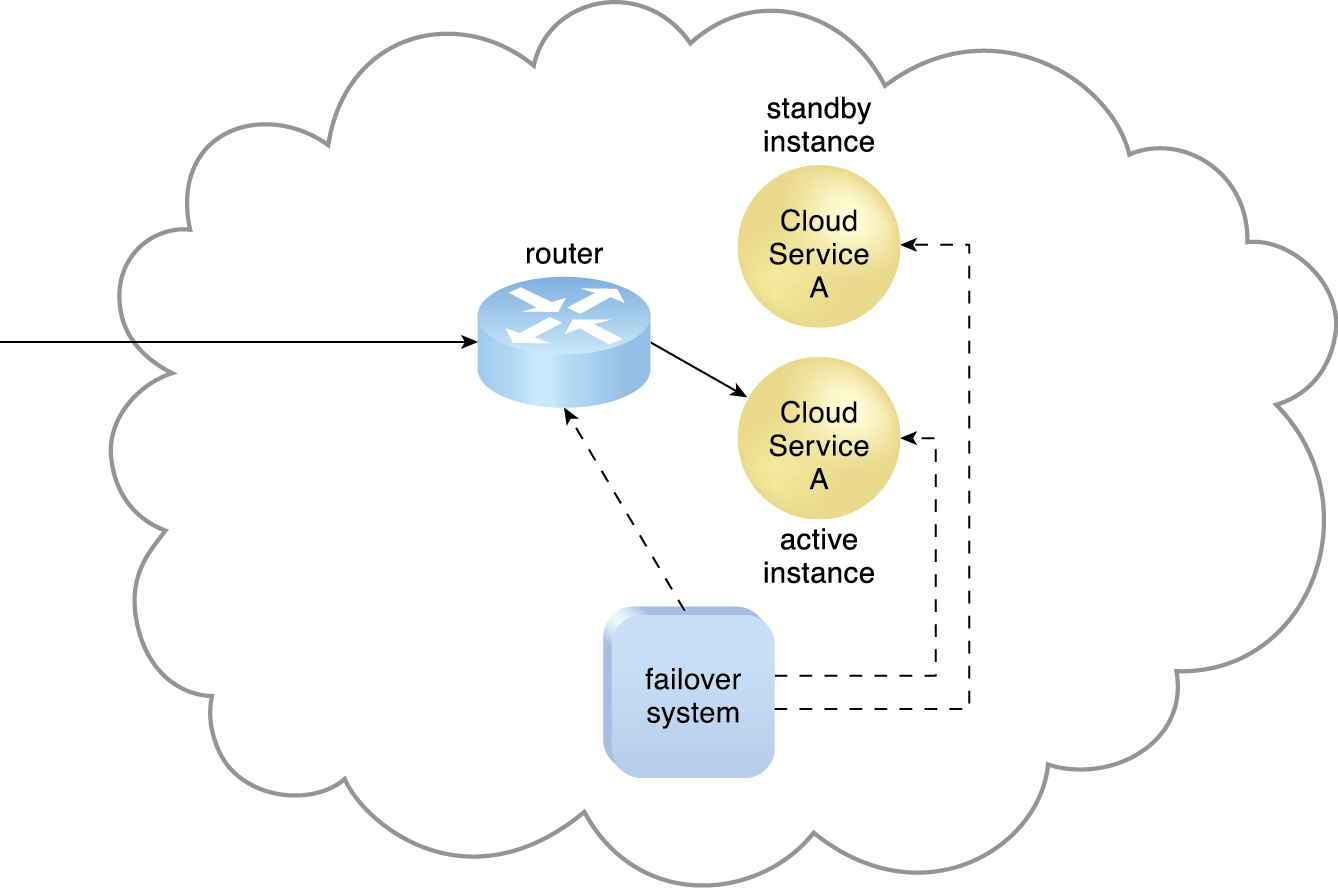 standby
instance
Cloud
Service
A
router
Cloud
Service
A
active
instance
failover
system